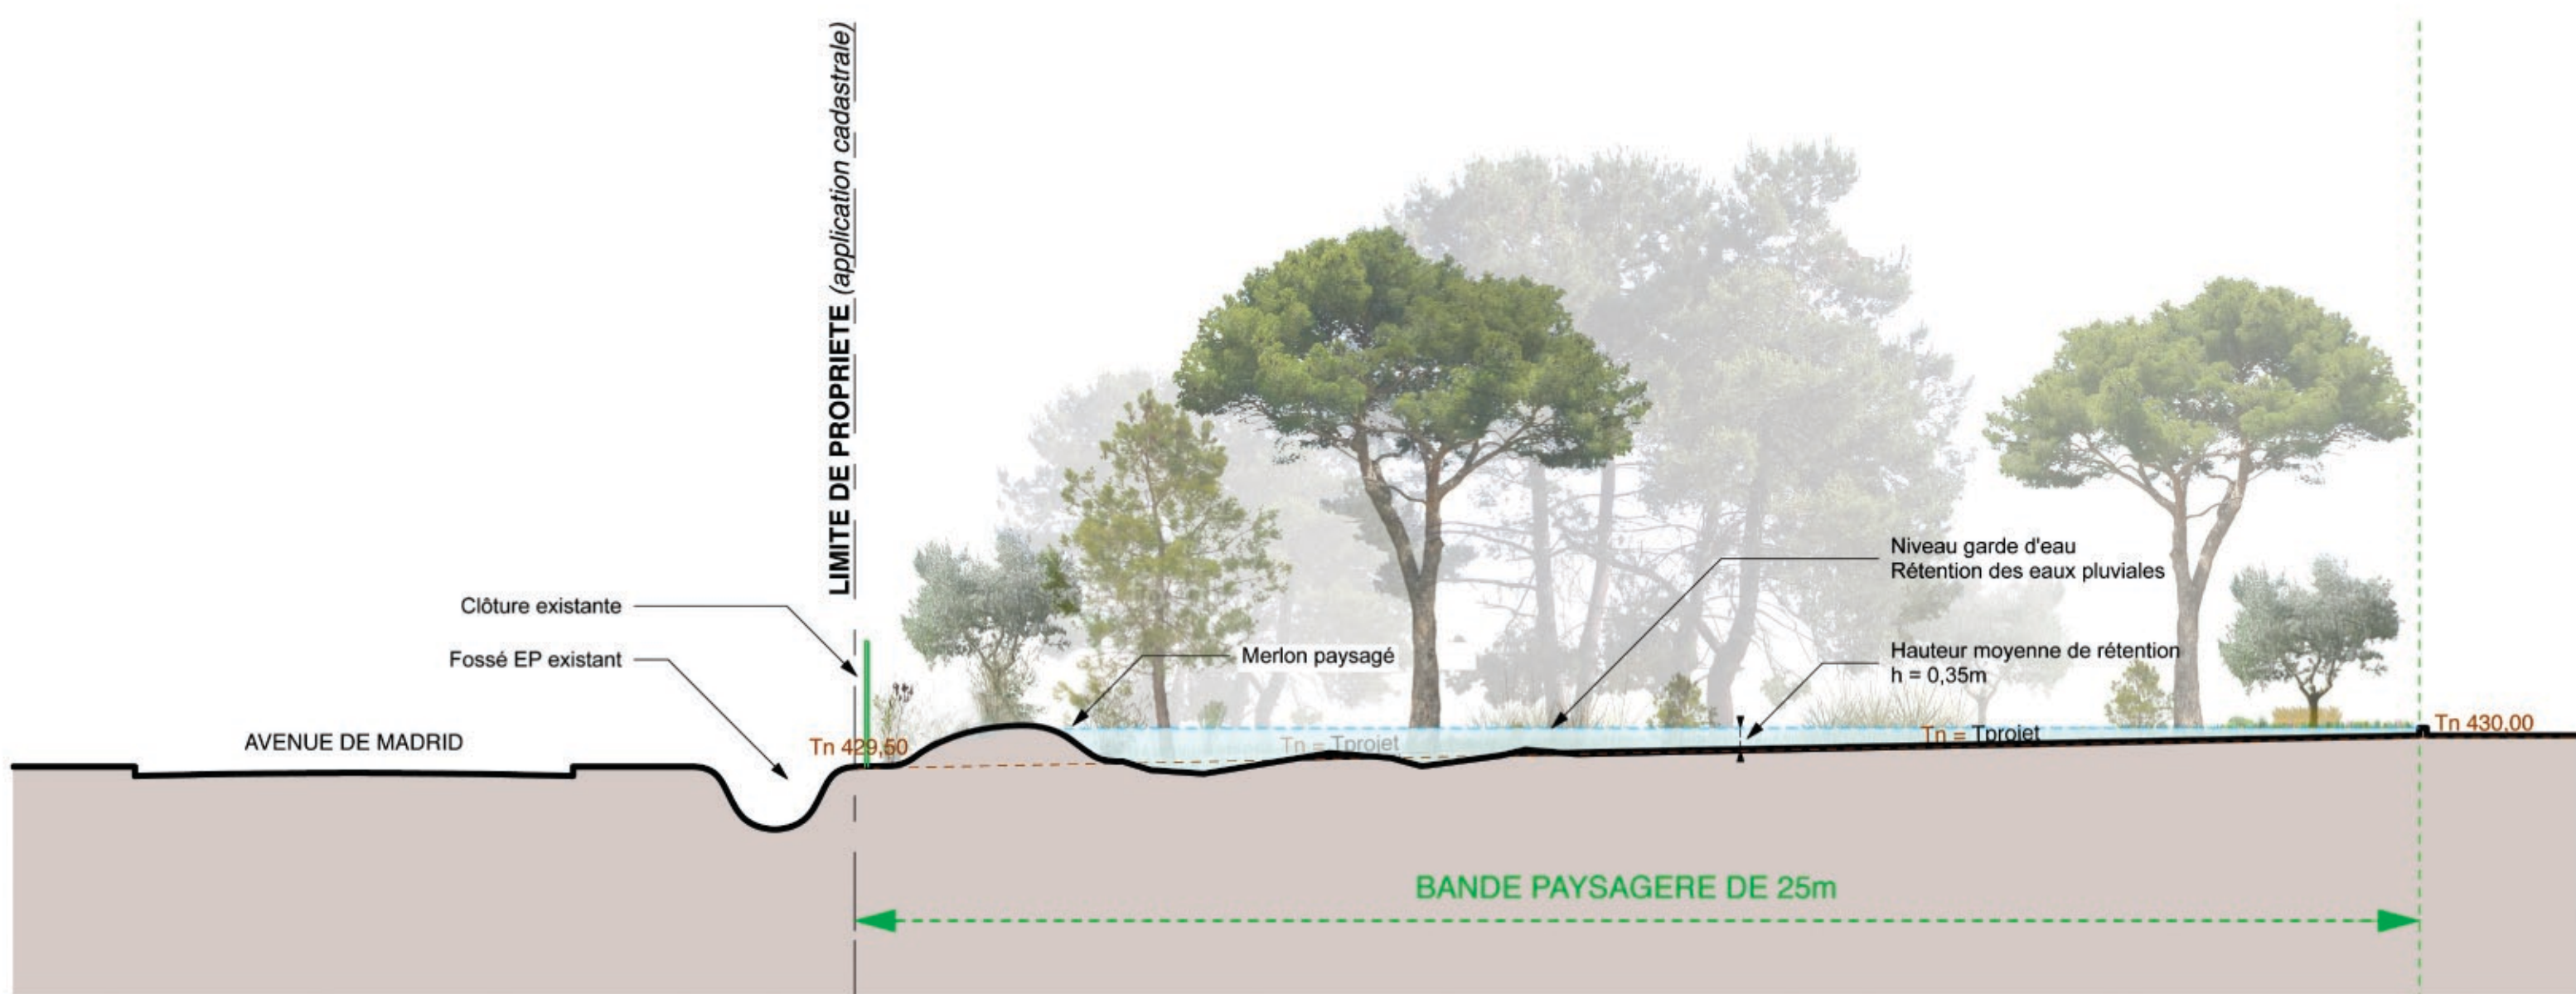 LIMITE DE PROPRIETE (application cadastrale)
Niveau garde d'eau
Rétention des eaux pluviales
Clôture existante
Fossé EP existant
Merlon paysagé
Hauteur moyenne de rétention
h = 0,35m
AVENUE DE MADRID
Tn 429,50
Tn = Tprojet
Tn = Tprojet
Tn 430,00
BANDE PAYSAGERE DE 25m